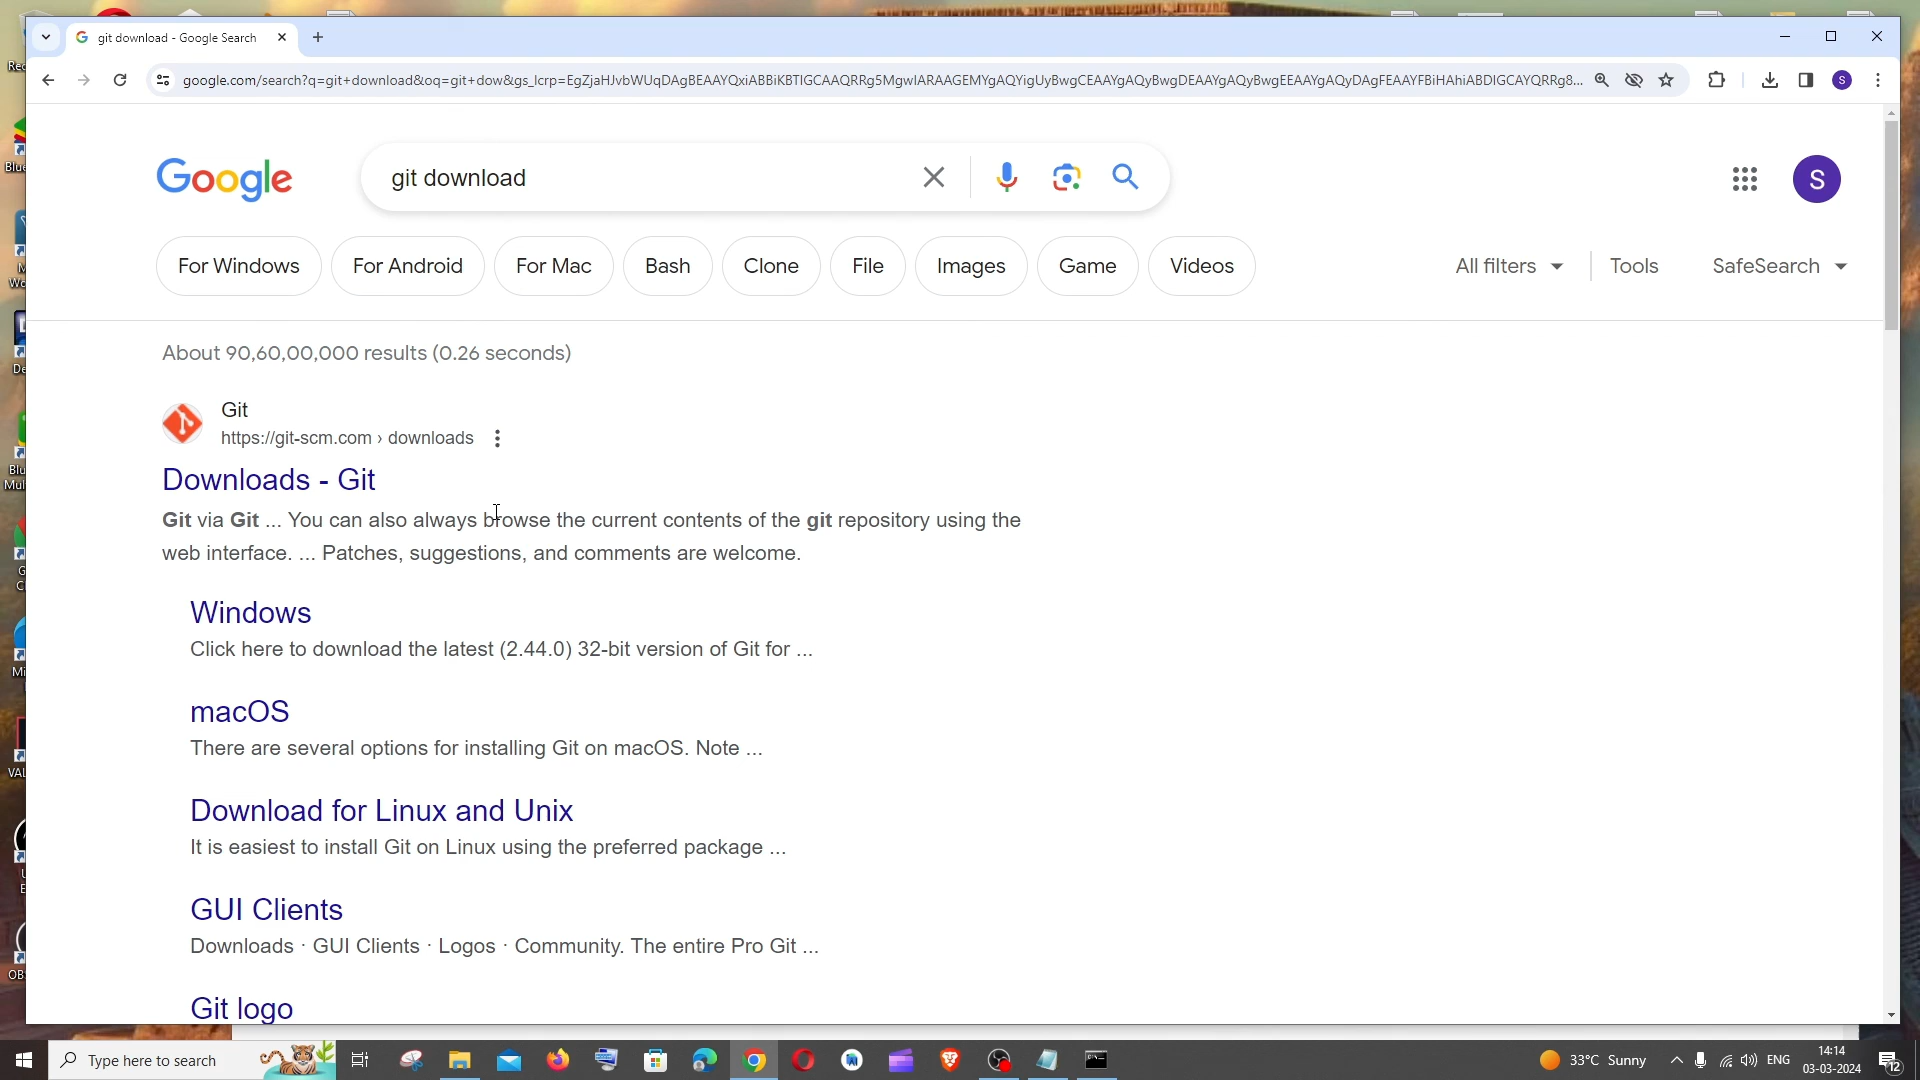 git download - Google Search
google.com/search?q=git+download&oq=git+dow&gs_lcrp=EgZjaHJvbWUqDAgBEAAYQxiABBiKBTIGCAAQRRg5MgwIARAAGEMYgAQYigUyBwgCEAAYgAQyBwgDEAAYgAQyBwgEEAAYgAQyDAgFEAAYFBiHAhiABDIGCAYQRRg8...
S
Google
git download
S
For Windows
For Android
For Mac
Bash
Clone
File
Images
Game
Videos
All filters
Tools
SafeSearch
About 90,60,00,000 results (0.26 seconds)
Git
https://git-scm.com › downloads
Downloads - Git
Git via Git ... You can also always browse the current contents of the git repository using the
web interface. ... Patches, suggestions, and comments are welcome.
Windows
Click here to download the latest (2.44.0) 32-bit version of Git for ...
macOS
There are several options for installing Git on macOS. Note ...
Download for Linux and Unix
It is easiest to install Git on Linux using the preferred package ...
GUI Clients
Downloads · GUI Clients · Logos · Community. The entire Pro Git ...
Git logo
Type here to search
33°C Sunny
ENG
14:14
03-03-2024
12